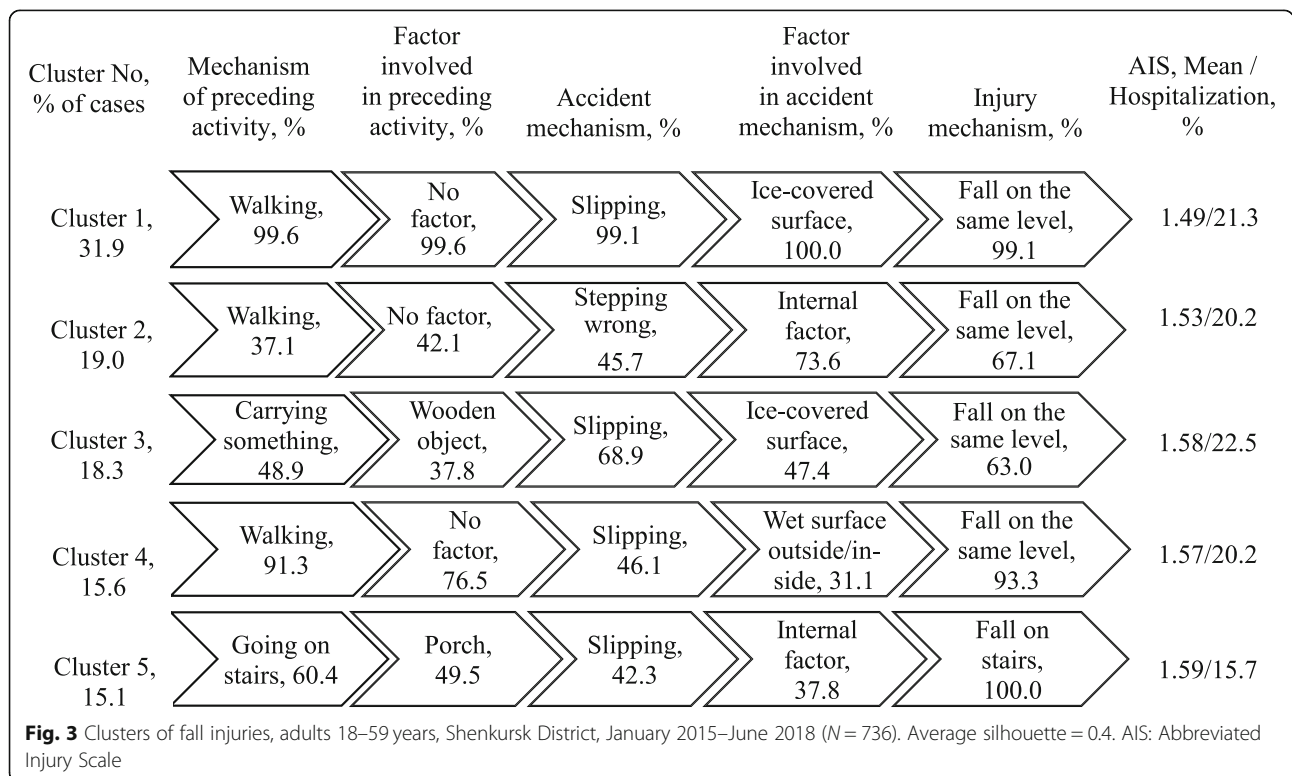 Cluster No,
% of cases
Mechanism
of preceding
activity, %
Factor
involved
in preceding
activity, %
Accident
mechanism, %
Factor
involved
in accident
mechanism, %
Injury
mechanism, %
AIS, Mean /
Hospitalization,
%
Cluster 1,
31.9
Walking,
99.6
No
factor,
99.6
Slipping,
99.1
Ice-covered
surface,
100.0
Fall on the
same level,
99.1
1.49/21.3
Cluster 2,
19.0
Walking,
37.1
No factor,
42.1
Stepping
wrong,
45.7
Internal
factor,
73.6
Fall on the
same level,
67.1
1.53/20.2
Cluster 3,
18.3
Carrying
something,
48.9
Wooden
object,
37.8
Slipping,
68.9
Ice-covered
surface,
47.4
Fall on the
same level,
63.0
1.58/22.5
Cluster 4,
15.6
Walking,
91.3
No
factor,
76.5
Slipping,
46.1
Wet surface
outside/in-
side, 31.1
Fall on the
same level,
93.3
1.57/20.2
Cluster 5,
15.1
Going on
stairs, 60.4
Porch,
49.5
Slipping,
42.3
Internal
factor,
37.8
Fall on
stairs,
100.0
1.59/15.7
Fig. 3 Clusters of fall injuries, adults 18–59 years, Shenkursk District, January 2015–June 2018 (N = 736). Average silhouette = 0.4. AIS: Abbreviated
Injury Scale